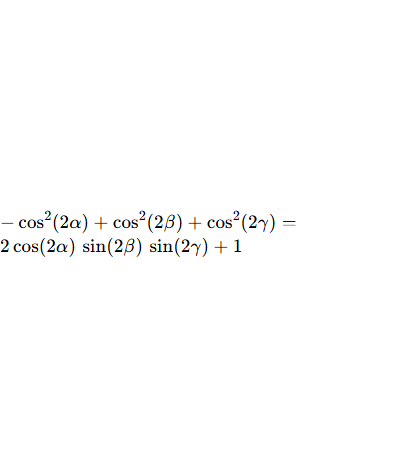 − cos²(2α) + cos²(2β) + cos²(2γ) =
2 cos(2α) sin(2β) sin(2γ) + 1